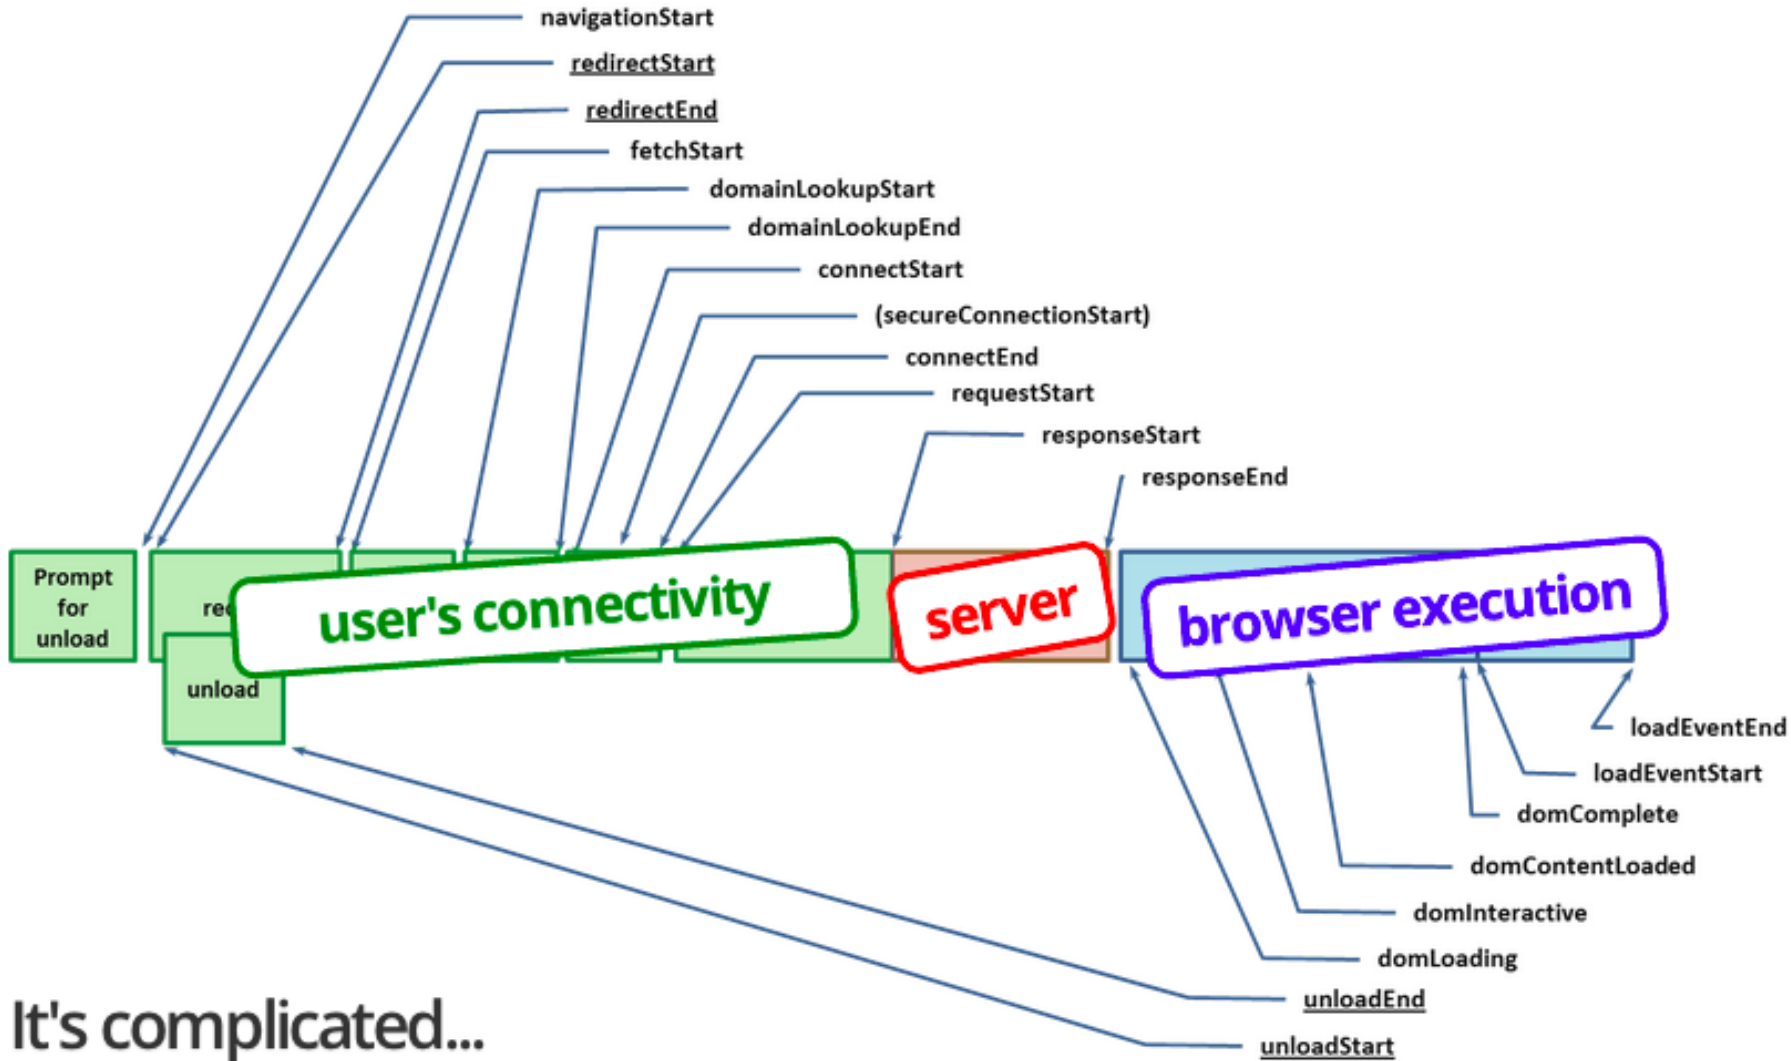 navigationStart
redirectStart
redirectEnd
fetchStart
domainLookupStart
domainLookupEnd
connectStart
(secureConnectionStart)
connectEnd
requestStart
responseStart
responseEnd
Prompt
for
unload
user's connectivity
server
browser execution
unload
loadEventEnd
loadEventStart
domComplete
domContentLoaded
domInteractive
domLoading
unloadEnd
unloadStart
It's complicated...